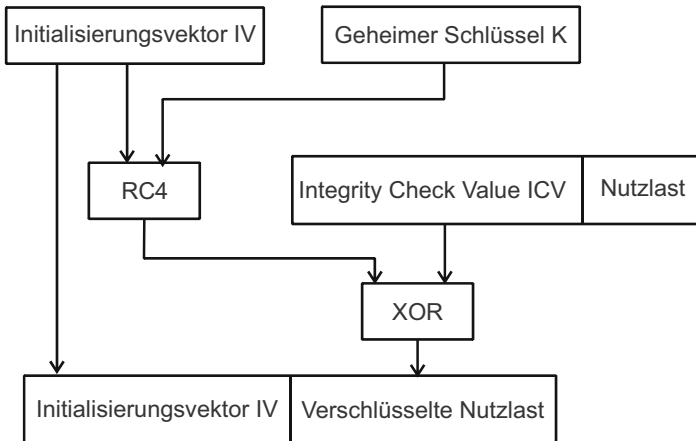 Initialisierungsvektor IV
Geheimer Schlüssel K
RC4
Integrity Check Value ICV
Nutzlast
XOR
Initialisierungsvektor IV
Verschlüsselte Nutzlast